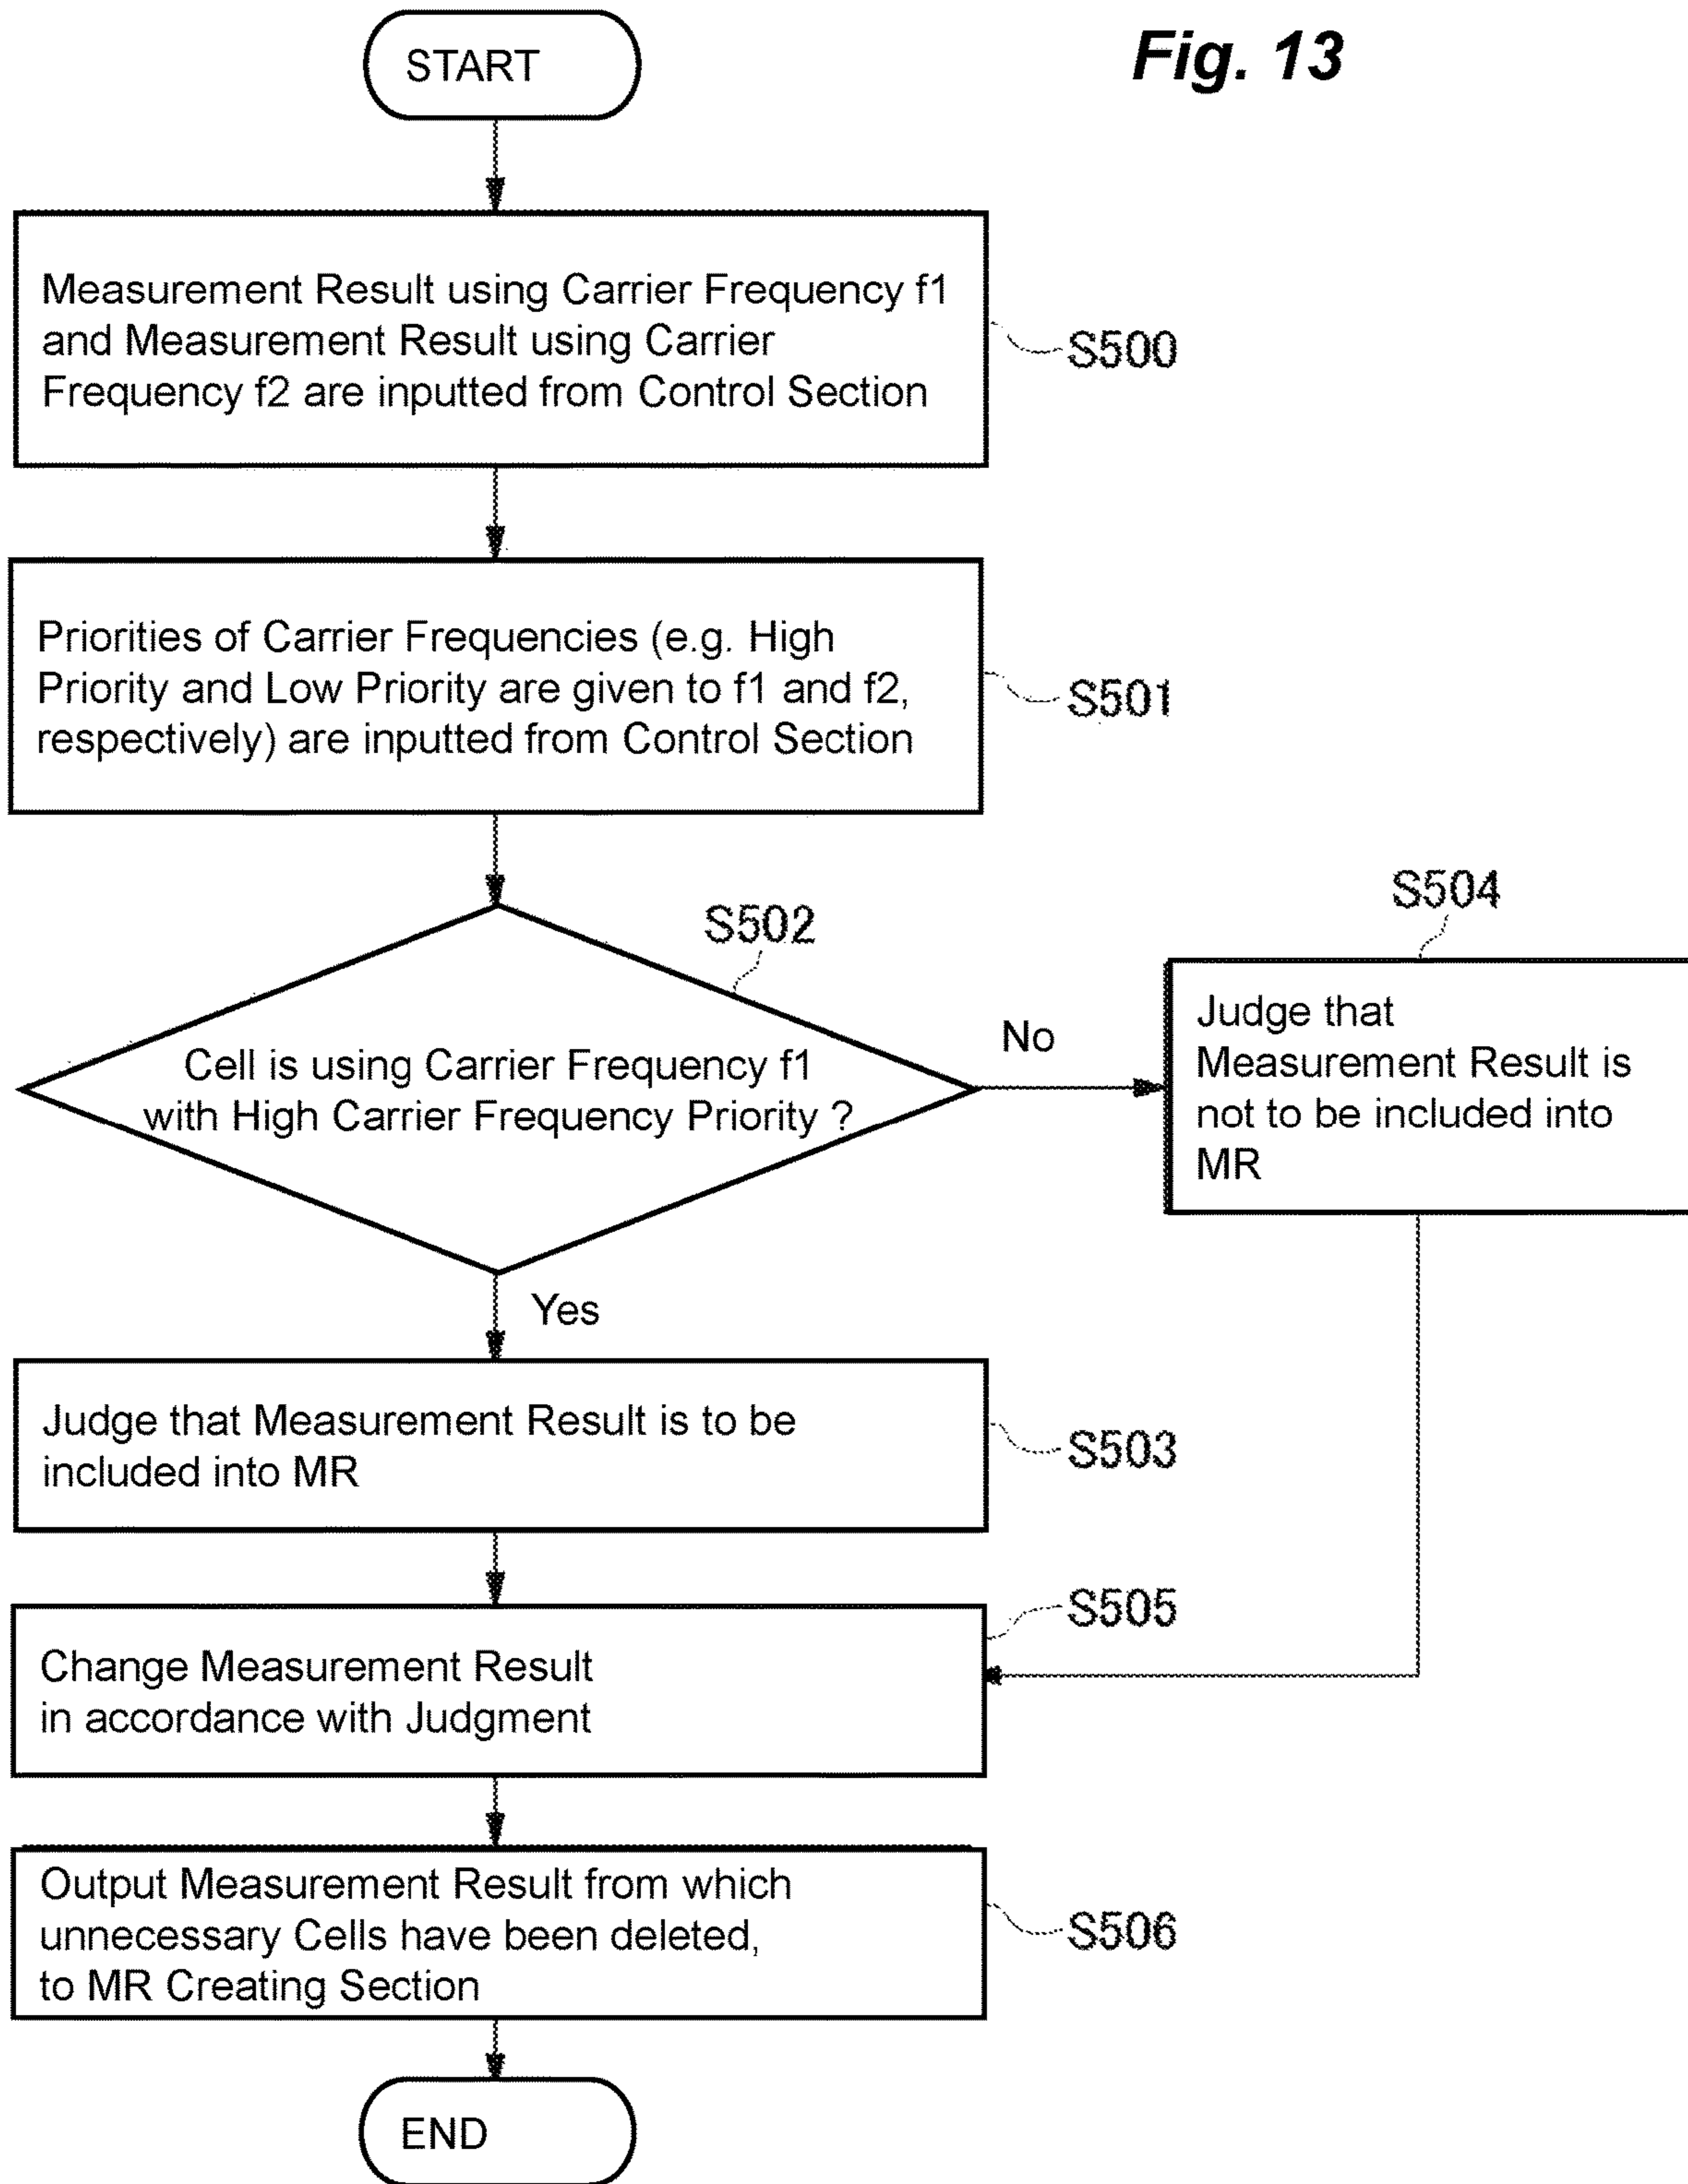 Fig. 13
START
Measurement Result using Carrier Frequency f1
and Measurement Result using Carrier
Frequency f2 are inputted from Control Section
S500
Priorities of Carrier Frequencies (e.g. High
Priority and Low Priority are given to f1 and f2,
respectively) are inputted from Control Section
S501
S502
Cell is using Carrier Frequency f1
with High Carrier Frequency Priority ?
No
S504
Judge that
Measurement Result is
not to be included into
MR
Yes
Judge that Measurement Result is to be
included into MR
S503
S505
Change Measurement Result
in accordance with Judgment
Output Measurement Result from which
unnecessary Cells have been deleted,
to MR Creating Section
S506
END